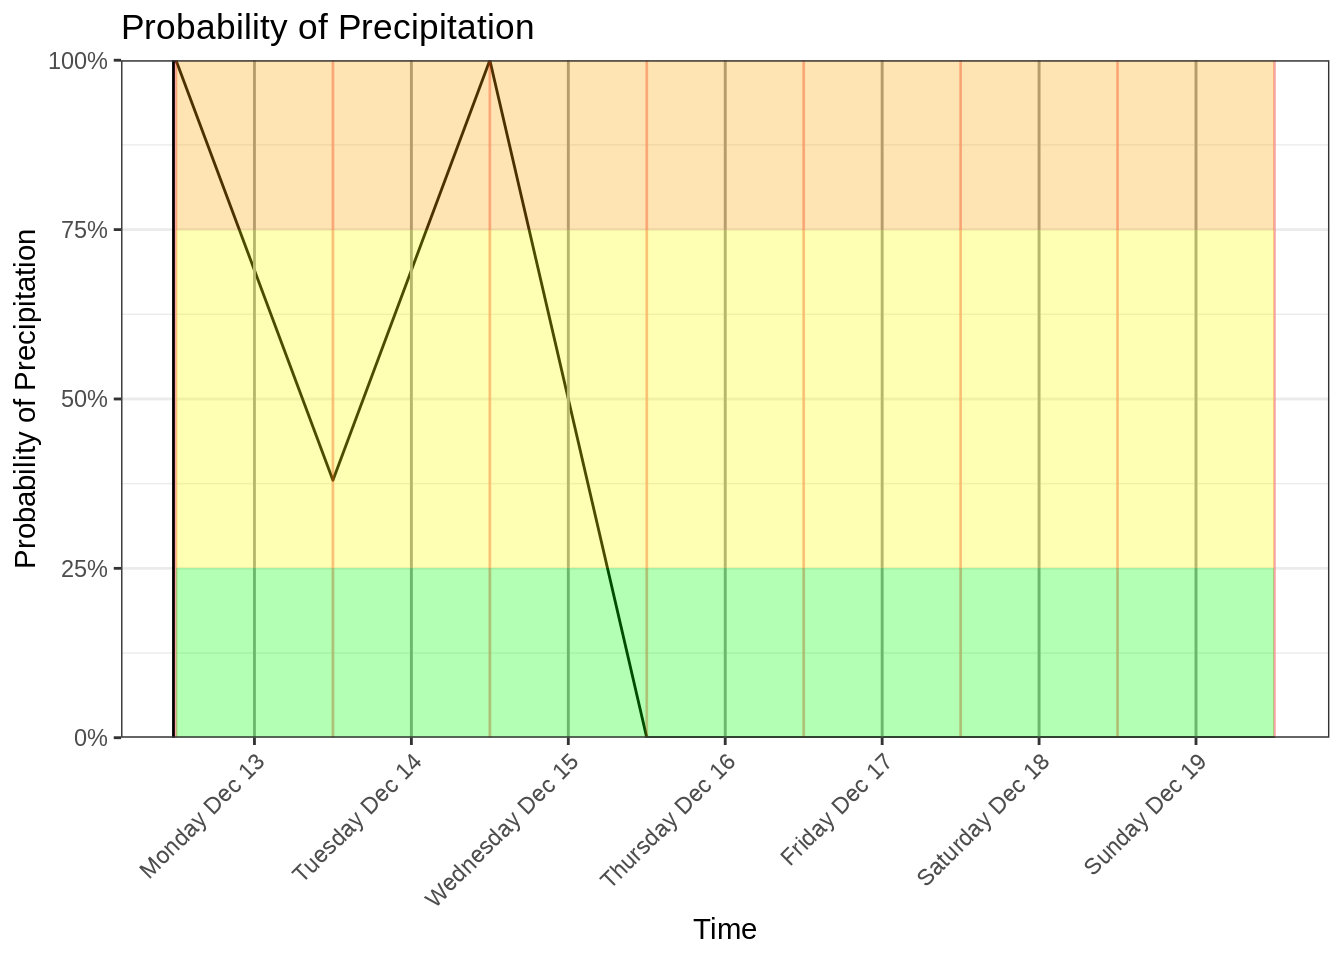 Probability of Precipitation
100%
75%
50%
25%
0%
Probability of Precipitation
Monday Dec 13
Tuesday Dec 14
Wednesday Dec 15
Thursday Dec 16
Friday Dec 17
Saturday Dec 18
Sunday Dec 19
Time